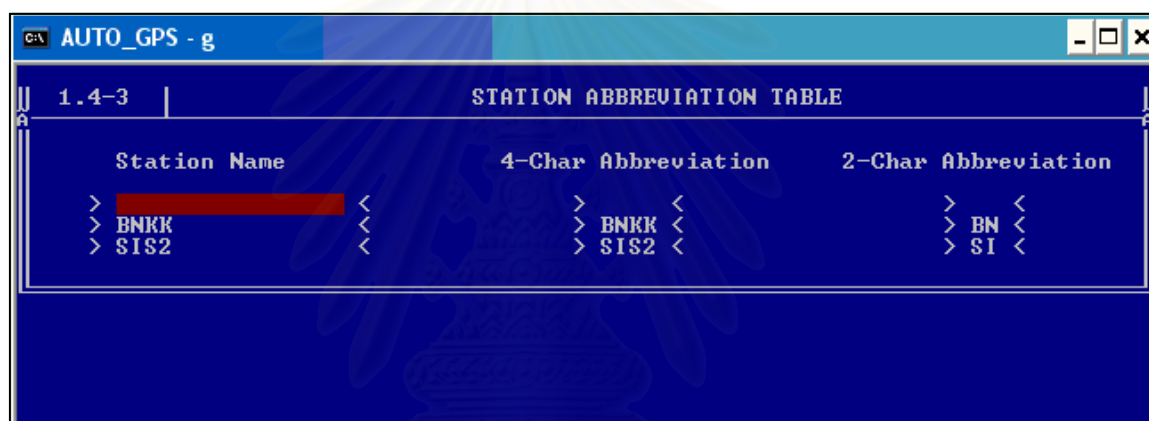 AUTO_GPS - g
1.4-3 | STATION ABBREVIATION TABLE
Station Name 4-Char Abbreviation 2-Char Abbreviation
> < > < > <
> BNKK < > BNKK < > BN <
> SIS2 < > SIS2 < > SI <